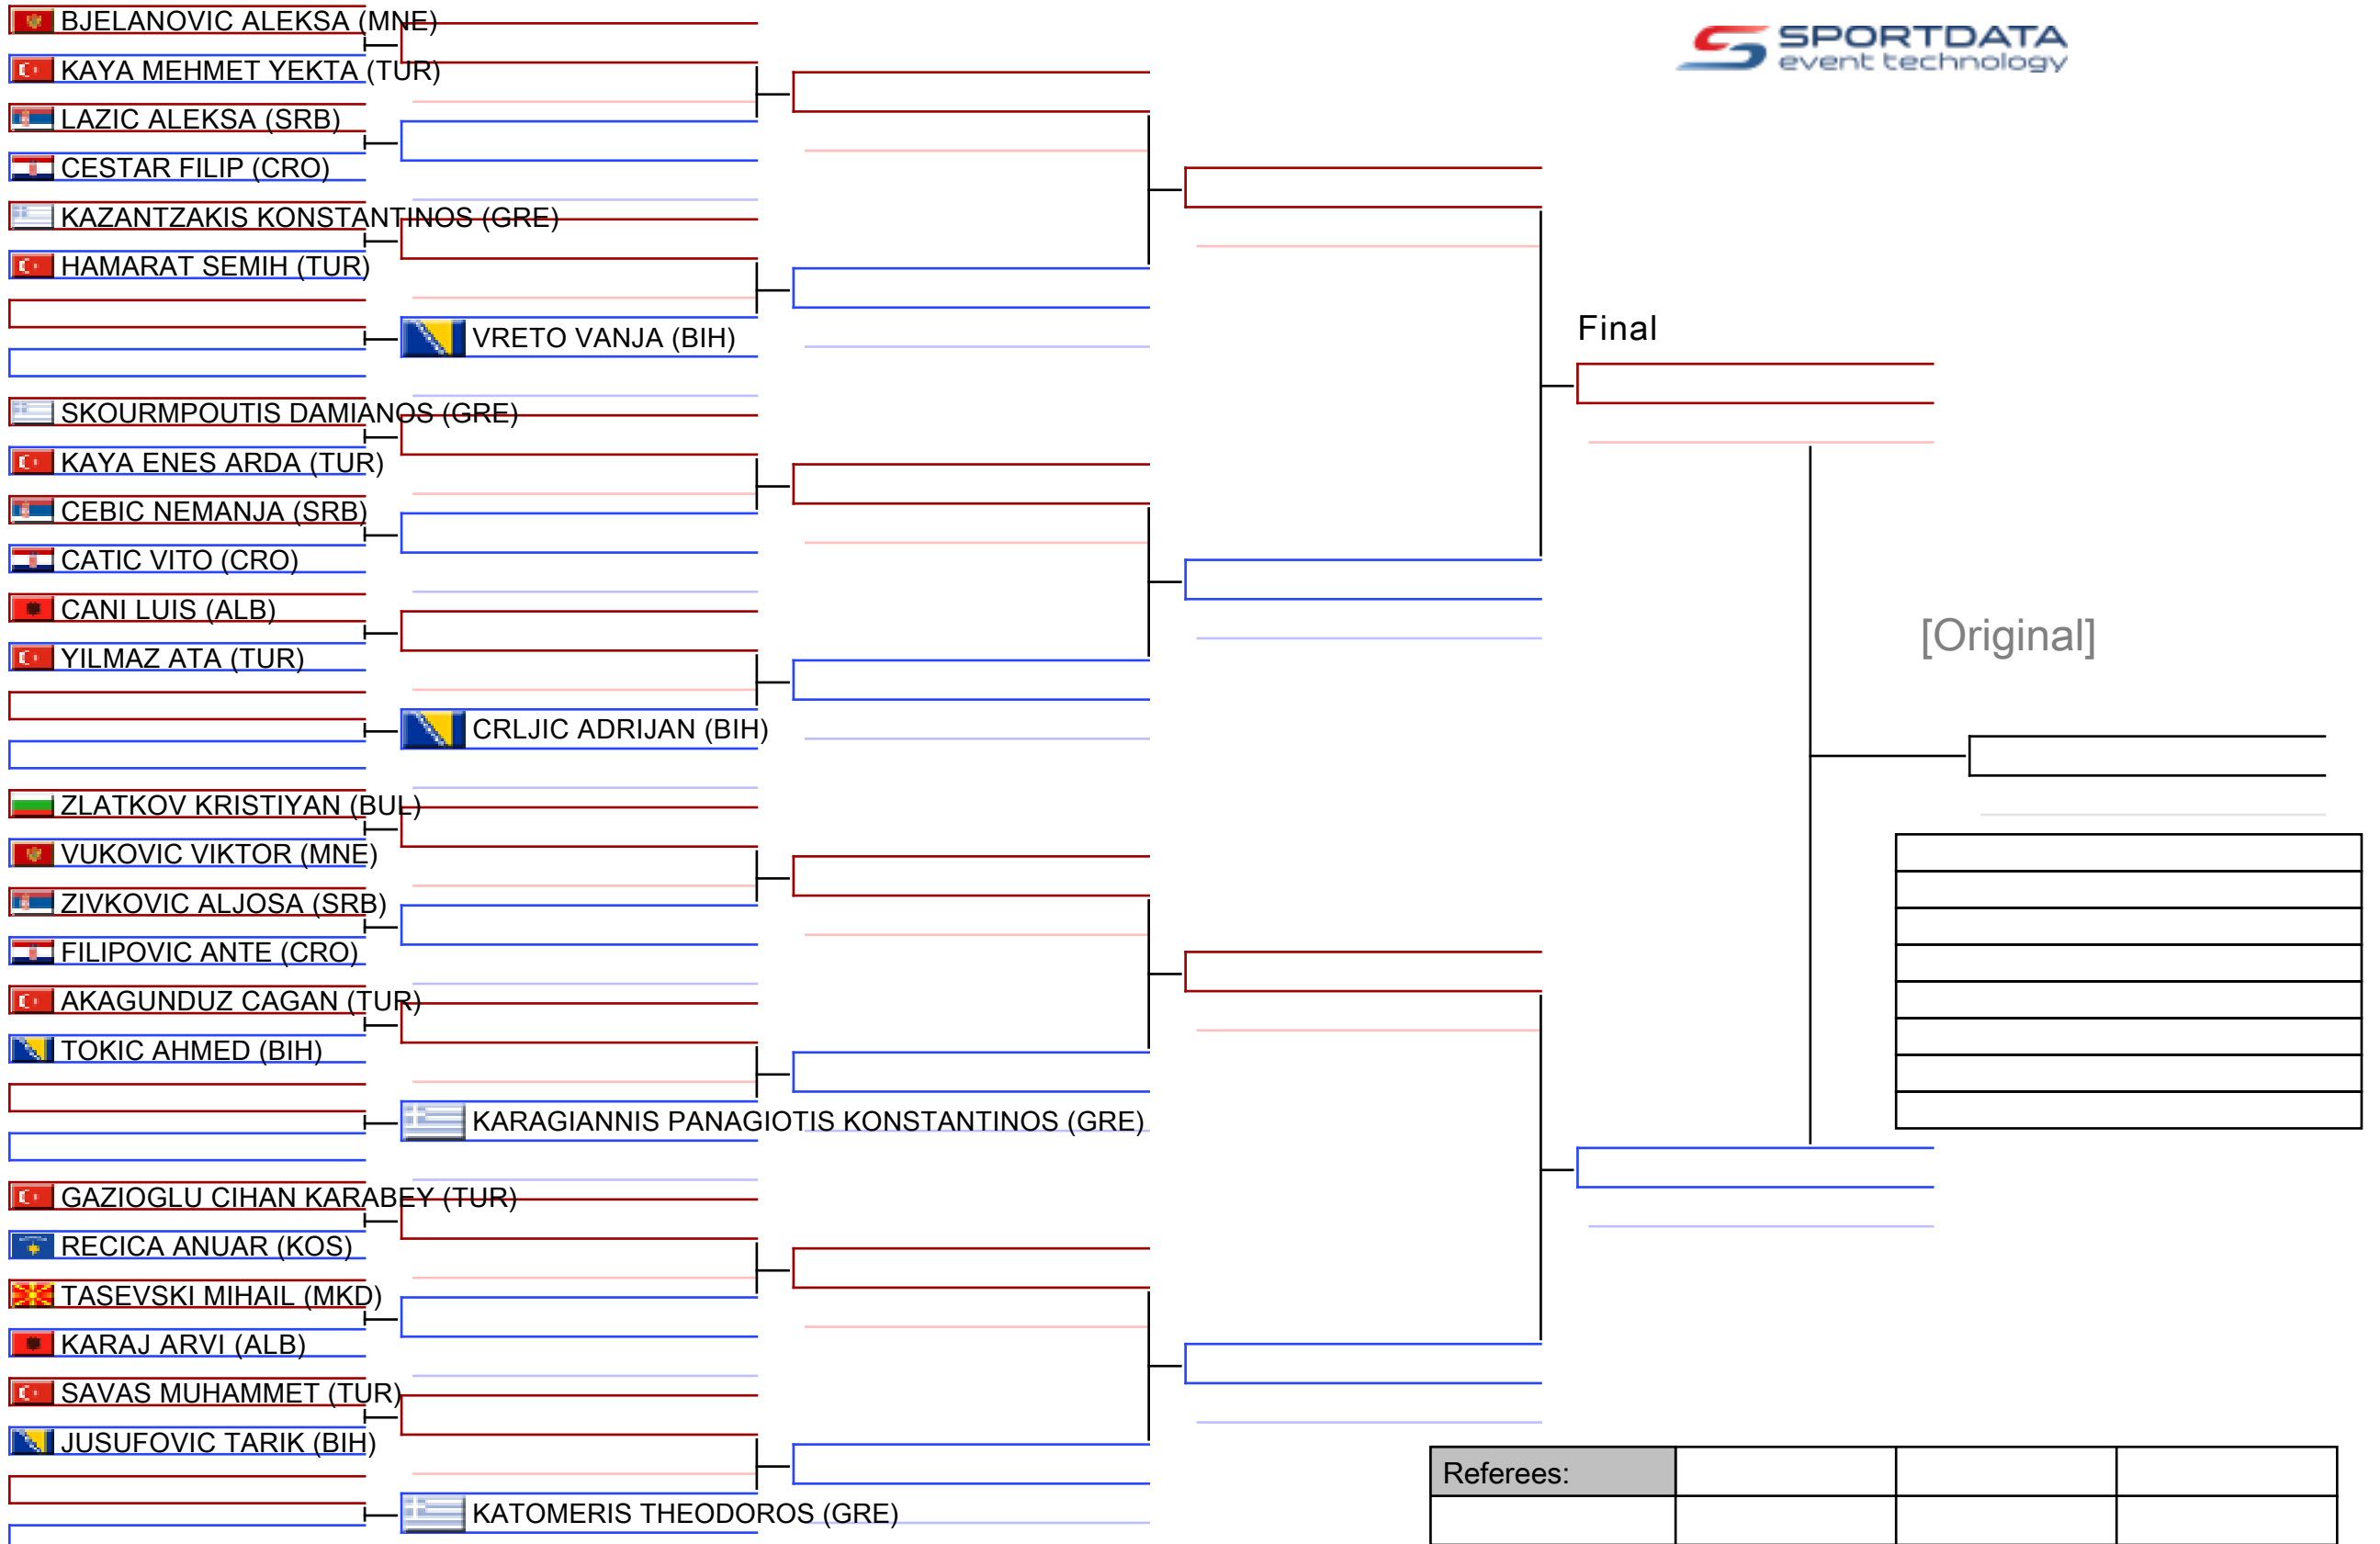 BJELANOVIC ALEKSA (MNE)
KAYA MEHMET YEKTA (TUR)
LAZIC ALEKSA (SRB)
CESTAR FILIP (CRO)
KAZANTZAKIS KONSTANTINOS (GRE)
HAMARAT SEMIH (TUR)
VRETO VANJA (BIH)
SKOURMPOUTIS DAMIANOS (GRE)
KAYA ENES ARDA (TUR)
CEBIC NEMANJA (SRB)
CATIC VITO (CRO)
CANI LUIS (ALB)
YILMAZ ATA (TUR)
CRLJIC ADRIJAN (BIH)
ZLATKOV KRISTIYAN (BUL)
VUKOVIC VIKTOR (MNE)
ZIVKOVIC ALJOSA (SRB)
FILIPOVIC ANTE (CRO)
AKAGUNDUZ CAGAN (TUR)
TOKIC AHMED (BIH)
KARAGIANNIS PANAGIOTIS KONSTANTINOS (GRE)
GAZIOGLU CIHAN KARABEY (TUR)
RECICA ANUAR (KOS)
TASEVSKI MIHAIL (MKD)
KARAJ ARVI (ALB)
SAVAS MUHAMMET (TUR)
JUSUFOVIC TARIK (BIH)
KATOMERIS THEODOROS (GRE)
SPORTDATA
event technology
Final
[Original]
Referees: